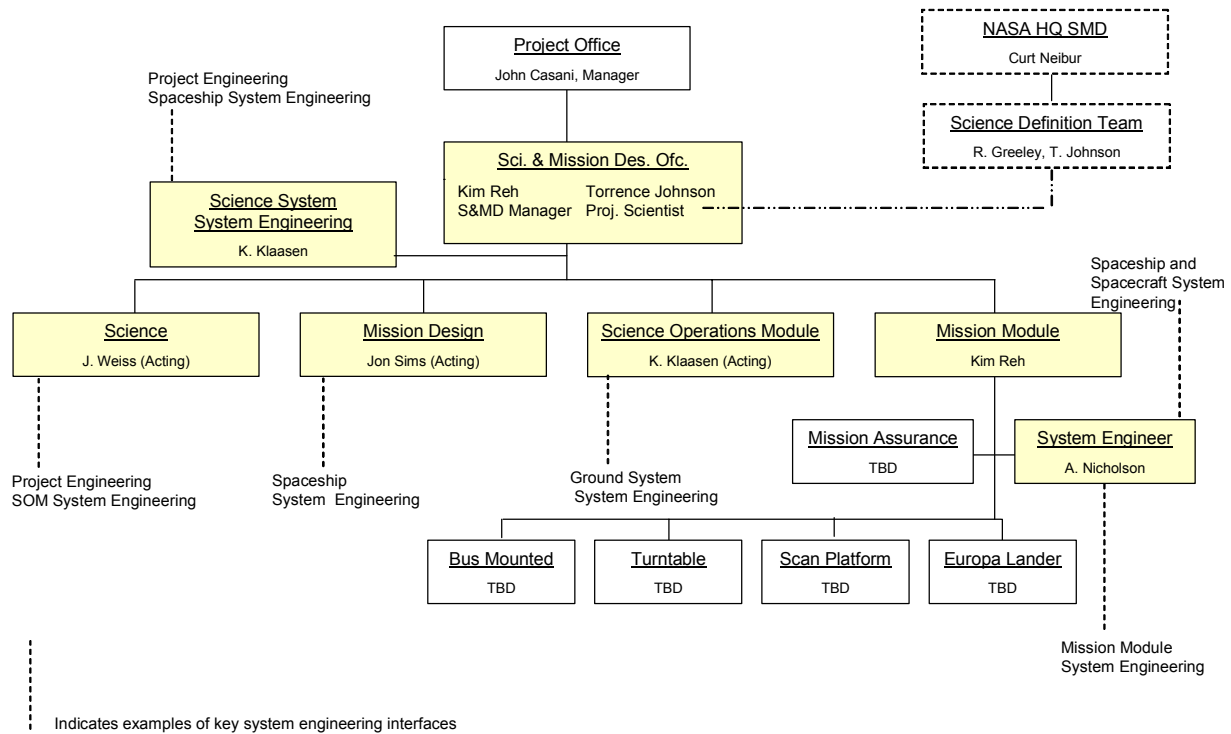 Project Office
John Casani, Manager
NASA HQ SMD
Curt Neibur
Project Engineering
Spaceship System Engineering
Science Definition Team
R. Greeley, T. Johnson
Sci. & Mission Des. Ofc.
Kim Reh Torrence Johnson
S&MD Manager Proj. Scientist
Science System
System Engineering
K. Klaasen
Spaceship and
Spacecraft System
Engineering
Science
J. Weiss (Acting)
Mission Design
Jon Sims (Acting)
Science Operations Module
K. Klaasen (Acting)
Mission Module
Kim Reh
Mission Assurance
TBD
System Engineer
A. Nicholson
Project Engineering
SOM System Engineering
Spaceship
System Engineering
Ground System
System Engineering
Bus Mounted
TBD
Turntable
TBD
Scan Platform
TBD
Europa Lander
TBD
Mission Module
System Engineering
Indicates examples of key system engineering interfaces